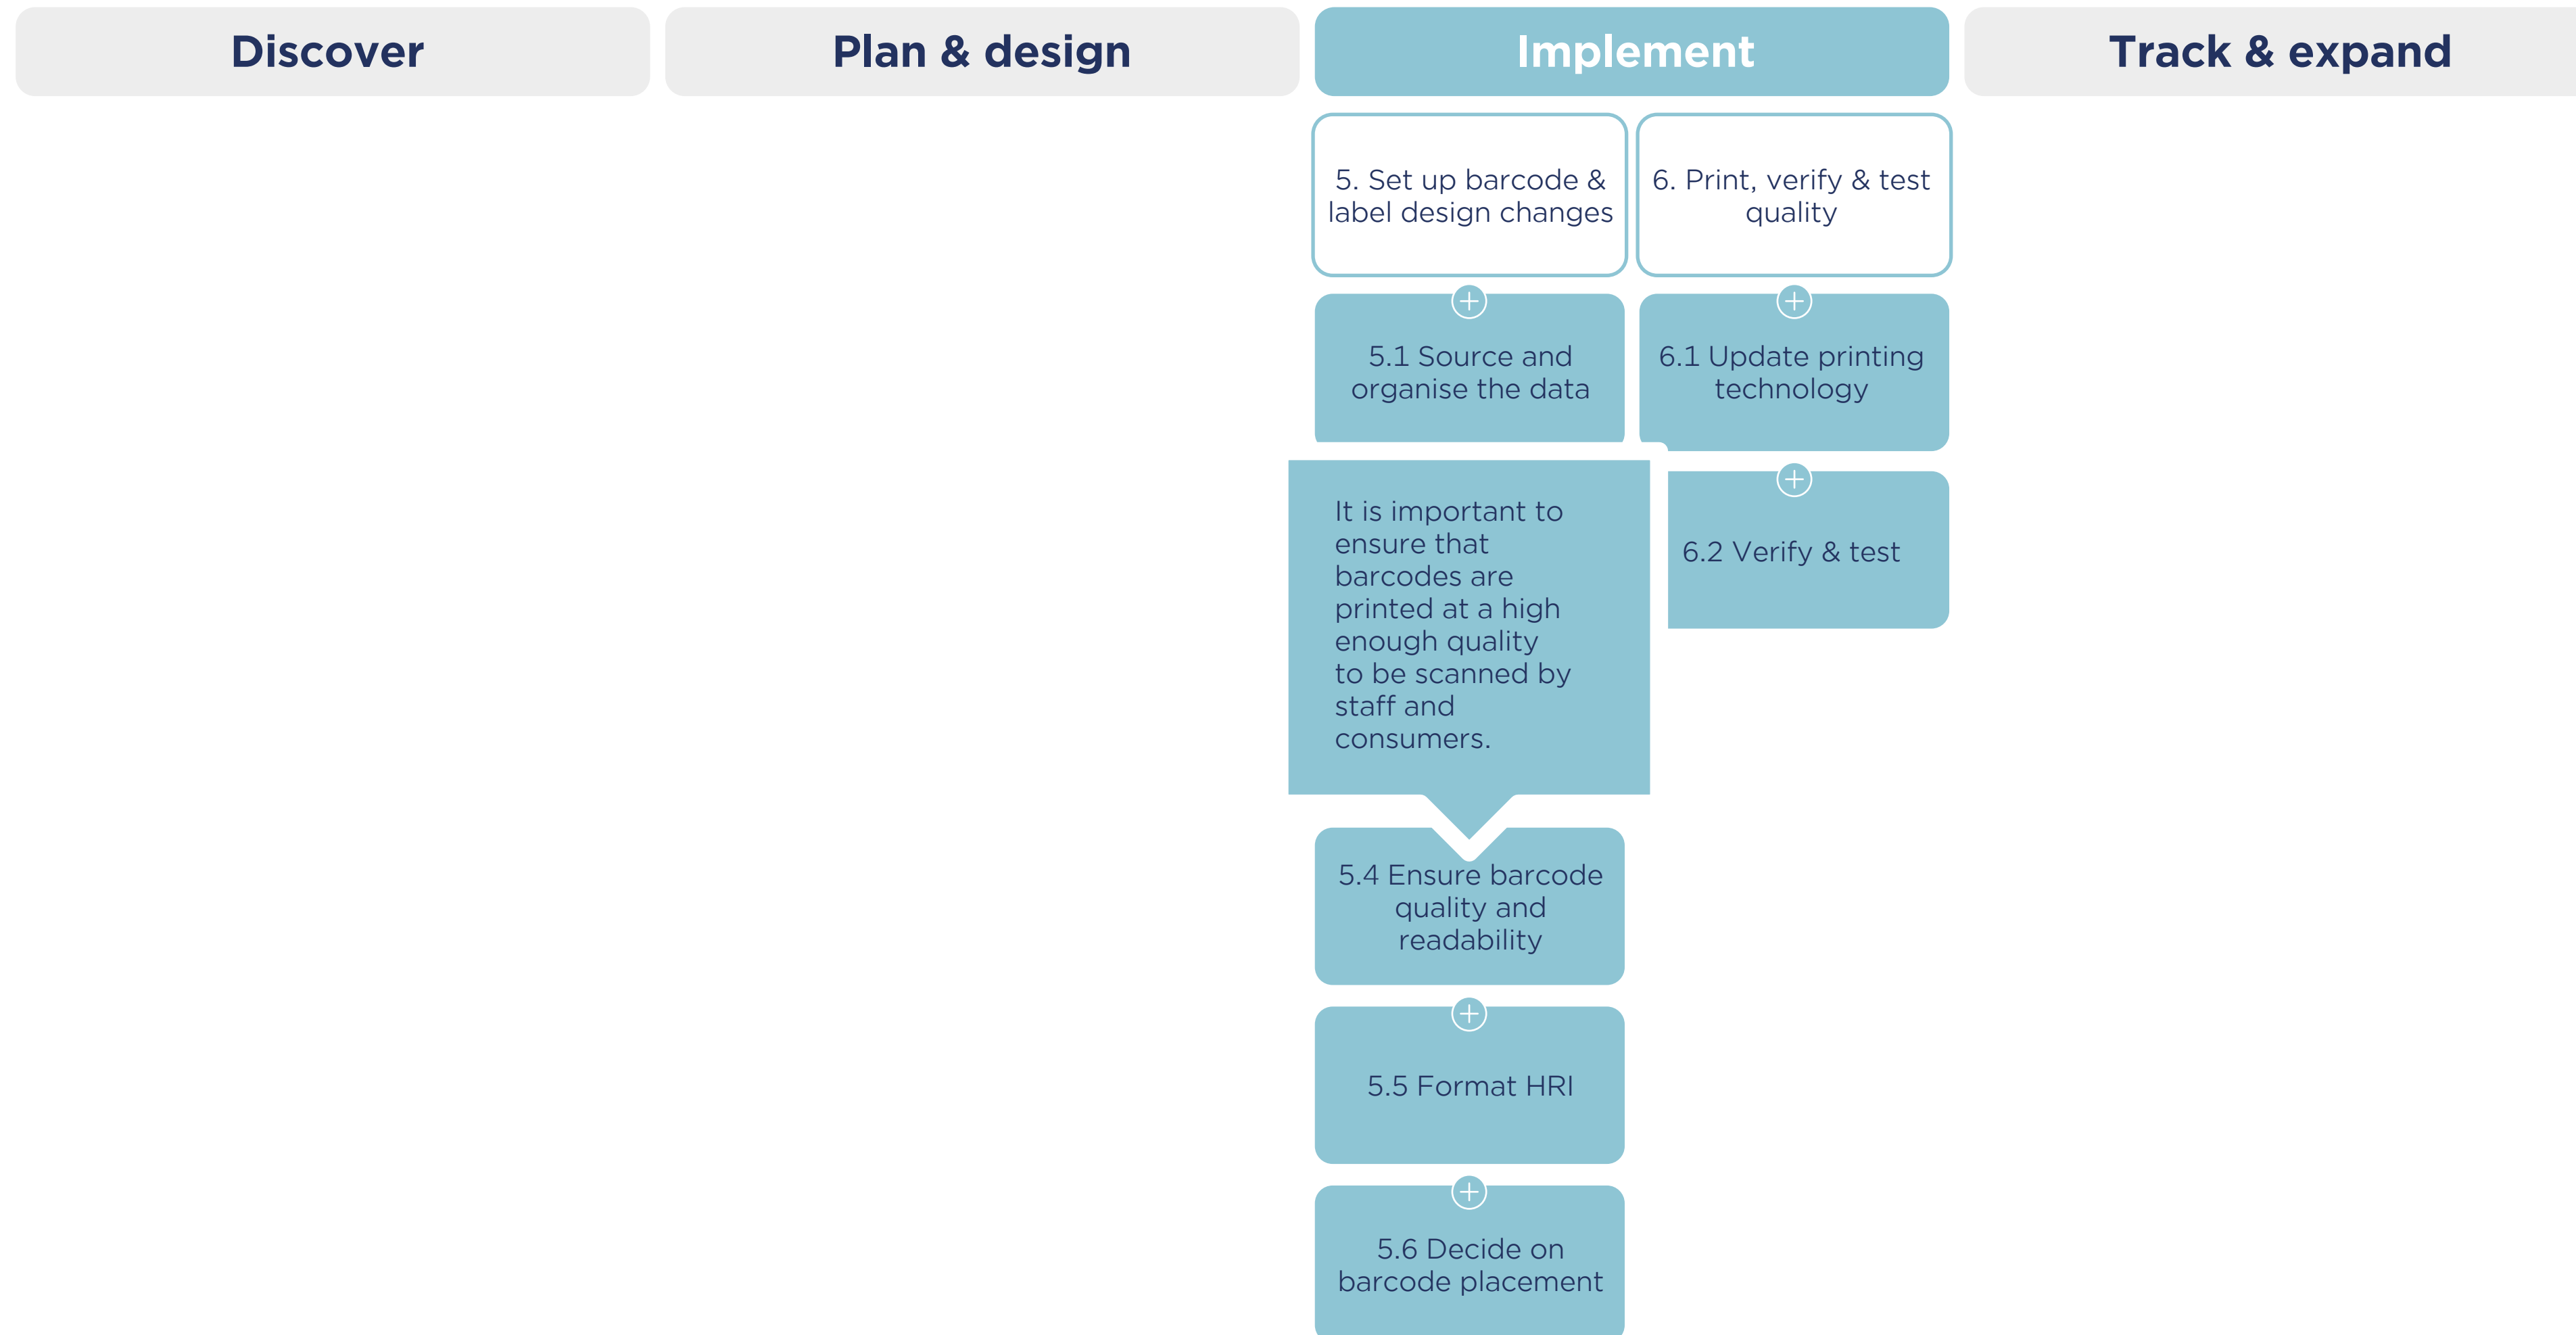 Discover
Plan & design
Implement
Track & expand
5. Set up barcode &
label design changes
5.1 Source and
organise the data
It is important to
ensure that
barcodes are
printed at a high
enough quality
to be scanned by
staff and
consumers.
5.4 Ensure barcode
quality and
readability
5.5 Format HRI
5.6 Decide on
barcode placement
6. Print, verify & test
quality
6.1 Update printing
technology
6.2 Verify & test